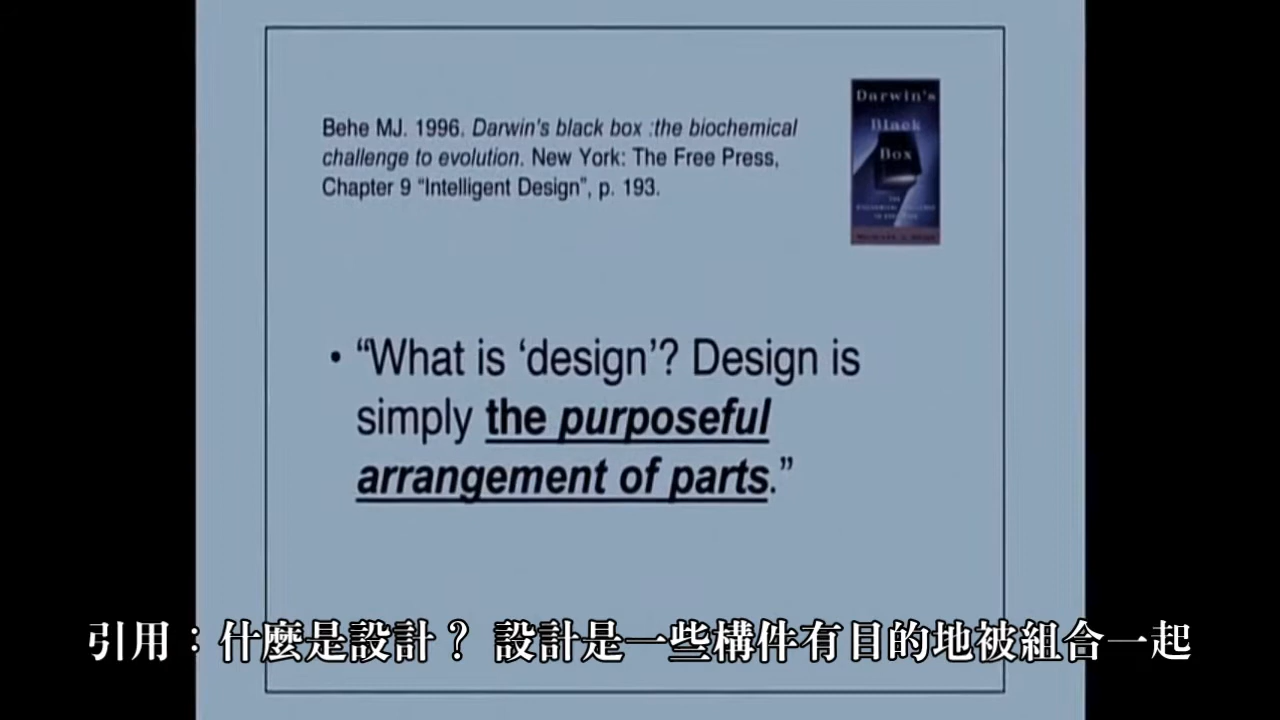 Behe MJ. 1996. Darwin's black box :the biochemical
challenge to evolution. New York: The Free Press,
Chapter 9 “Intelligent Design”, p. 193.
Darwin's
Black
Box
• “What is ‘design’? Design is
simply the purposeful
arrangement of parts.”
引用：什麼是設計？ 設計是一些構件有目的地被組合一起